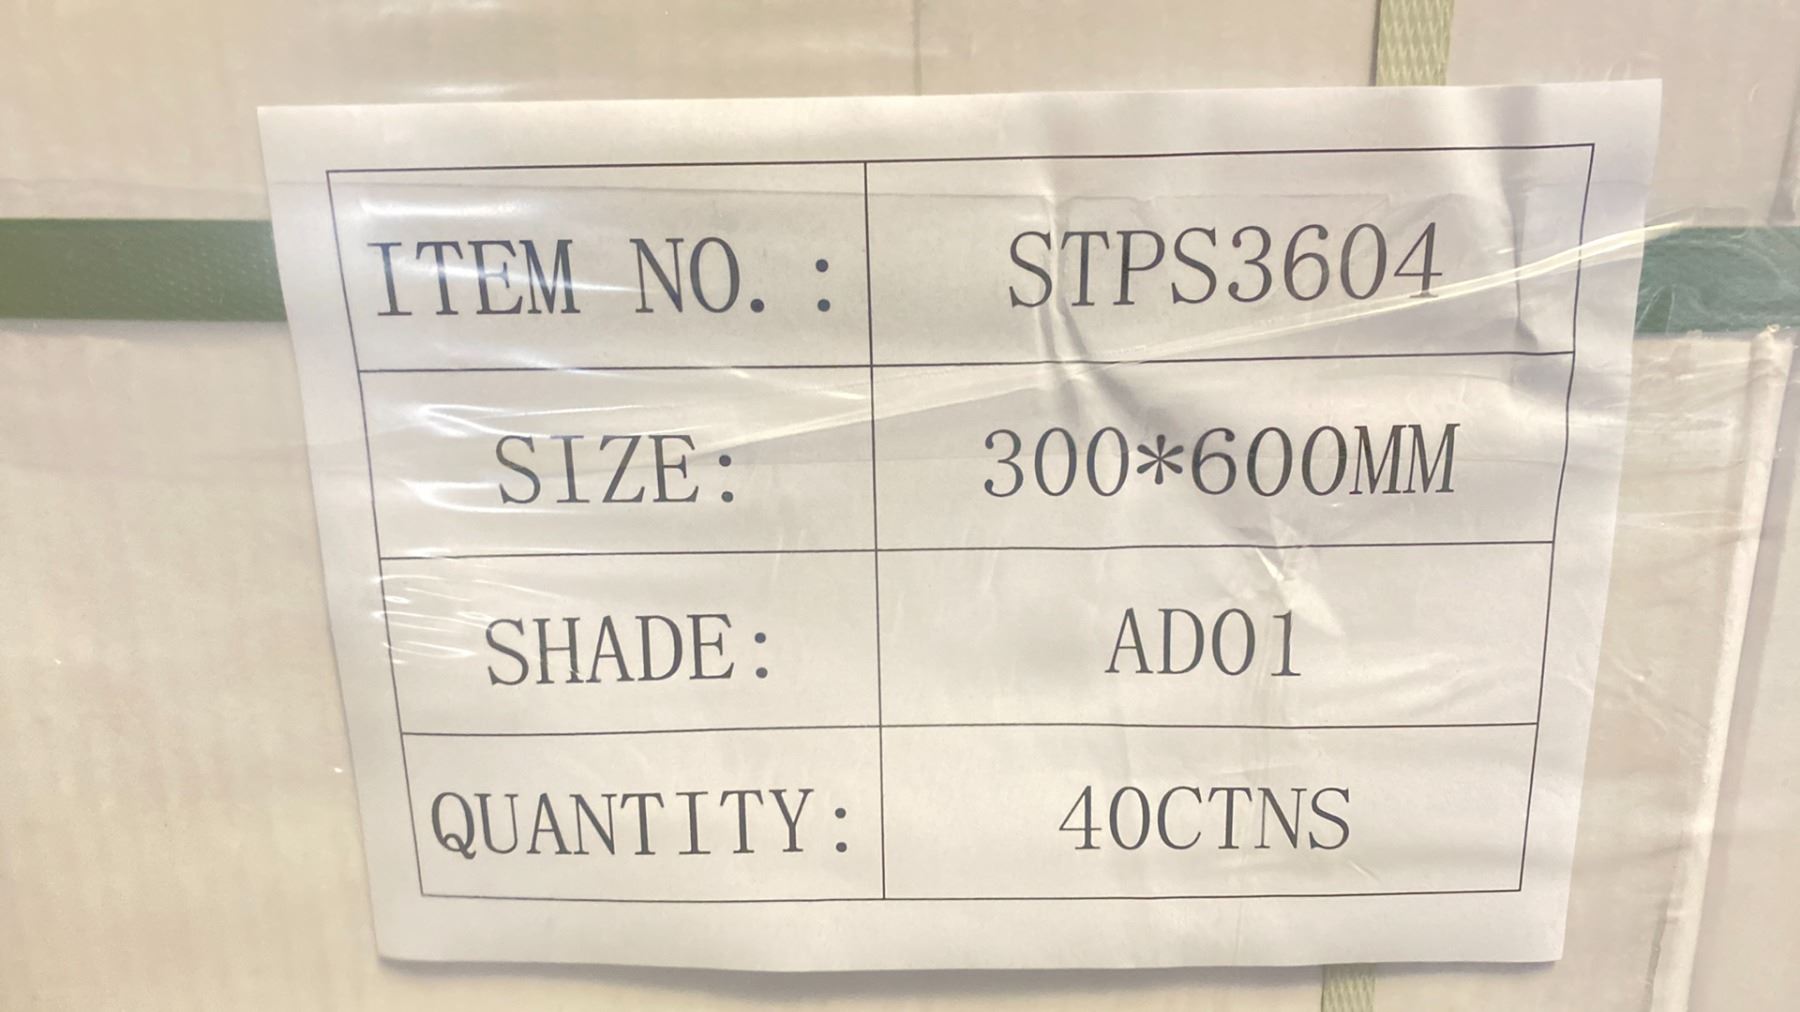 ITEM NO.: STPS3604
SIZE: 300*600MM
SHADE: AD01
QUANTITY: 40CTNS